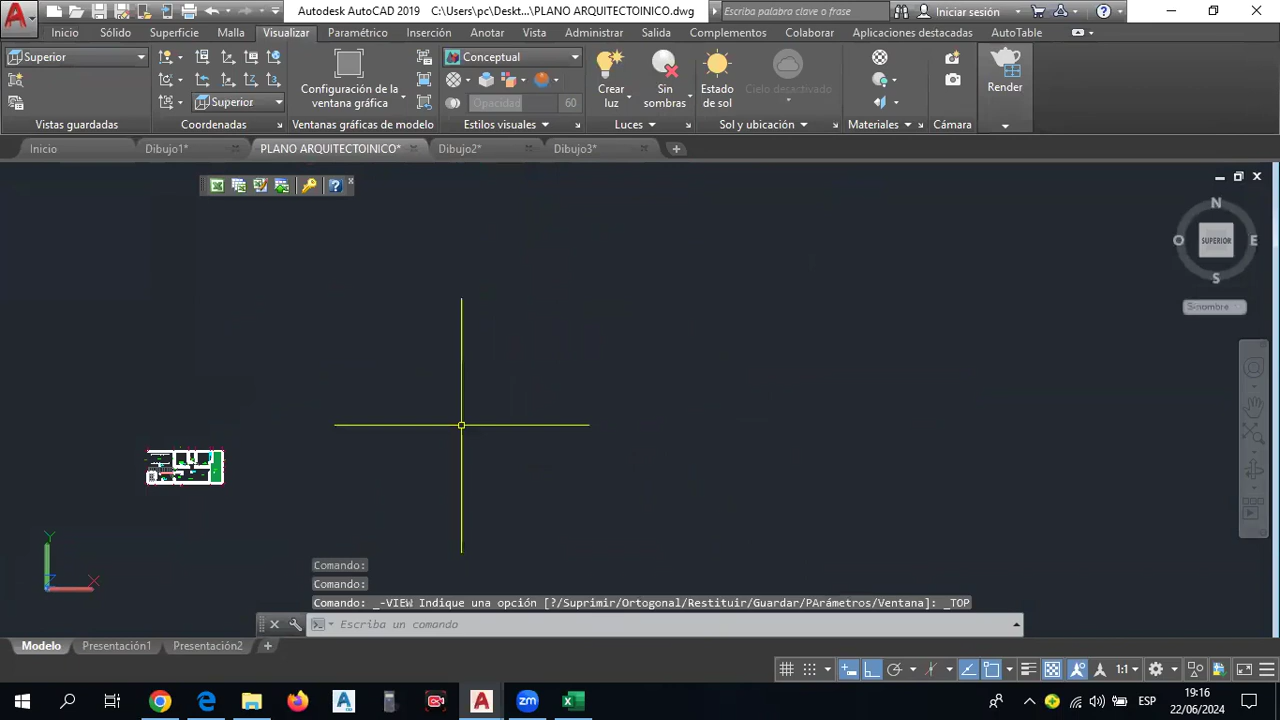 Autodesk AutoCAD 2019 C:\Users\pc\Deskt...\PLANO ARQUITECTOINICO.dwg Escriba palabra clave o frase Iniciar sesión
Inicio Sólido Superficie Malla Visualizar Paramétrico Inserción Anotar Vista Administrar Salida Complementos Colaborar Aplicaciones destacadas AutoTable
Superior Conceptual
Configuración de la ventana gráfica
Superior
Opacidad 60
Crear luz
Sin sombras
Estado de sol
Cielo desactivado
Render
Vistas guardadas Coordenadas Ventanas gráficas de modelo Estilos visuales Luces Sol y ubicación Materiales Cámara
Inicio Dibujo1* PLANO ARQUITECTOINICO* Dibujo2* Dibujo3*
N
O SUPERIOR E
S
S-nombre
Y
Z X
Comando:
Comando:
Comando: _-VIEW Indique una opción [?/Suprimir/Ortogonal/Restituir/Guardar/PArámetros/Ventana]: _TOP
Escriba un comando
Modelo Presentación1 Presentación2
1:1
ESP 19:16
22/06/2024